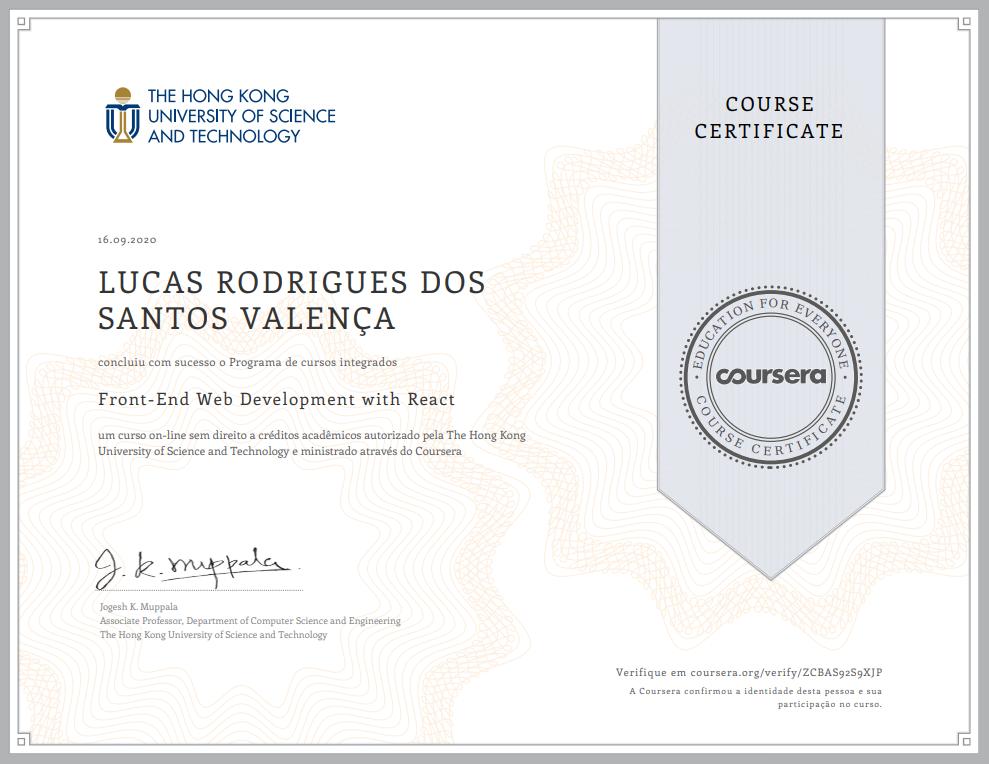 THE HONG KONG
UNIVERSITY OF SCIENCE
AND TECHNOLOGY
COURSE
CERTIFICATE
16.09.2020
LUCAS RODRIGUES DOS
SANTOS VALENÇA
concluiu com sucesso o Programa de cursos integrados
Front-End Web Development with React
um curso on-line sem direito a créditos acadêmicos autorizado pela The Hong Kong
University of Science and Technology e ministrado através do Coursera
EDUCATION FOR EVERYONE
coursera
COURSE CERTIFICATE
J. K. Muppala
Jogesh K. Muppala
Associate Professor, Department of Computer Science and Engineering
The Hong Kong University of Science and Technology
Verifique em coursera.org/verify/ZCBAS92S9XJP
A Coursera confirmou a identidade desta pessoa e sua
participação no curso.